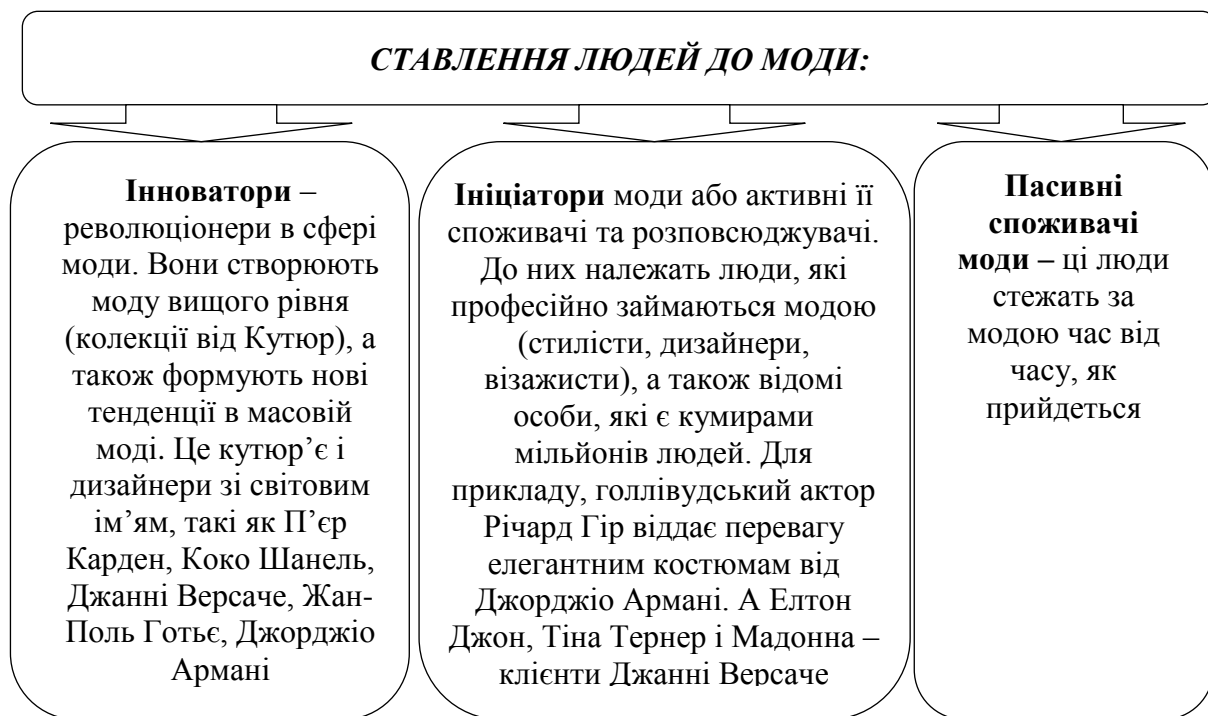 СТАВЛЕННЯ ЛЮДЕЙ ДО МОДИ:
Інноватори –
революціонери в сфері
моди. Вони створюють
моду вищого рівня
(колекції від Кутюр), а
також формують нові
тенденції в масовій
моді. Це кутюр’є і
дизайнери зі світовим
ім’ям, такі як П’єр
Карден, Коко Шанель,
Джанні Версаче, Жан-
Поль Готьє, Джорджіо
Армані
Ініціатори моди або активні її
споживачі та розповсюджувачі.
До них належать люди, які
професійно займаються модою
(стилісти, дизайнери,
візажисти), а також відомі
особи, які є кумирами
мільйонів людей. Для
прикладу, голлівудський актор
Річард Гір віддає перевагу
елегантним костюмам від
Джорджіо Армані. А Елтон
Джон, Тіна Тернер і Мадонна –
клієнти Джанні Версаче
Пасивні
споживачі
моди – ці люди
стежать за
модою час від
часу, як
прийдеться